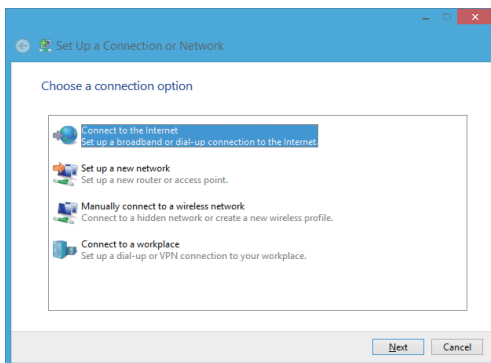 Set Up a Connection or Network
Choose a connection option
Connect to the Internet
Set up a broadband or dial-up connection to the Internet.
Set up a new network
Set up a new router or access point.
Manually connect to a wireless network
Connect to a hidden network or create a new wireless profile.
Connect to a workplace
Set up a dial-up or VPN connection to your workplace.
Next Cancel